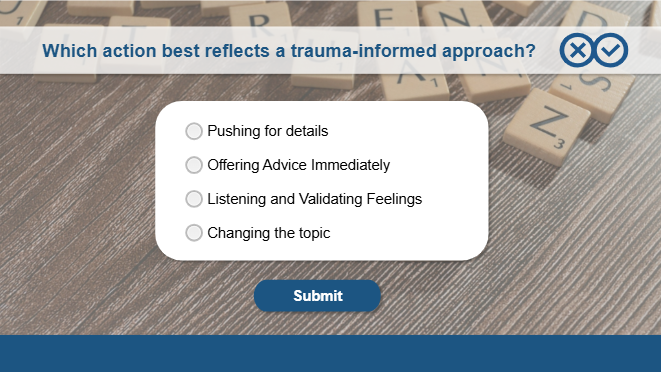 Which action best reflects a trauma-informed approach?
Pushing for details
Offering Advice Immediately
Listening and Validating Feelings
Changing the topic
Submit
E N
A
D
S
Z 3